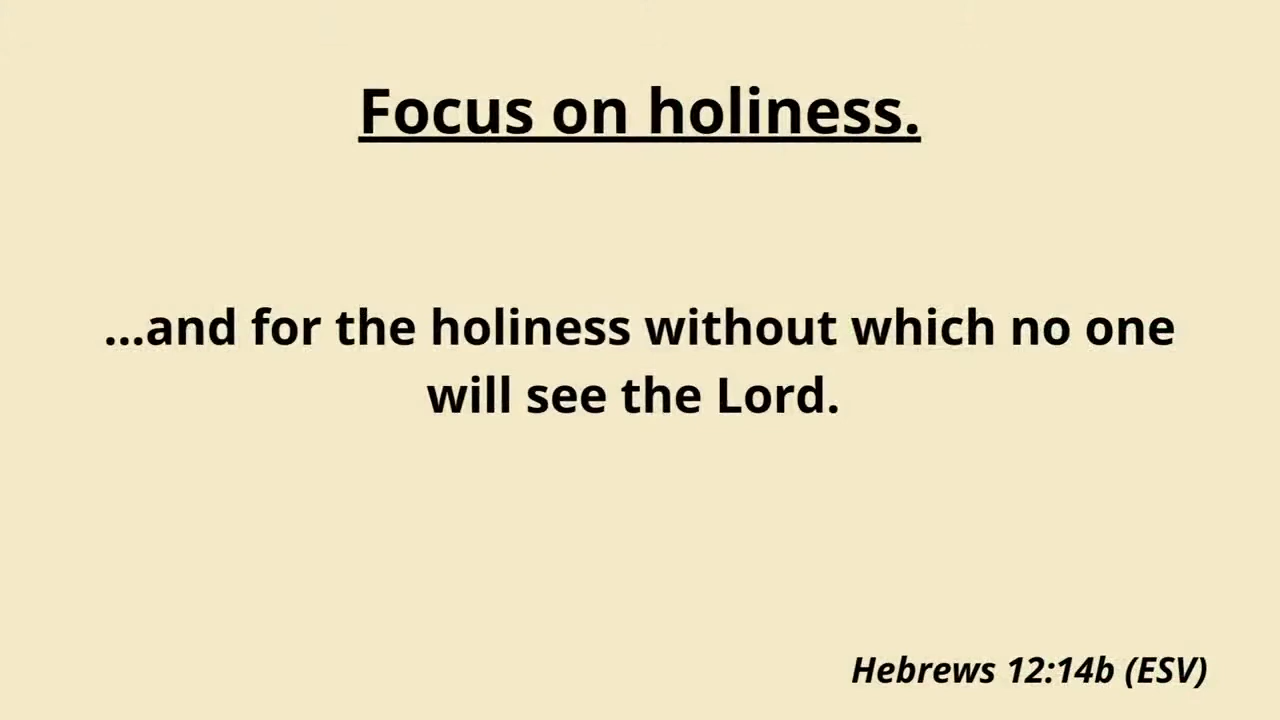 Focus on holiness.
...and for the holiness without which no one
will see the Lord.
Hebrews 12:14b (ESV)